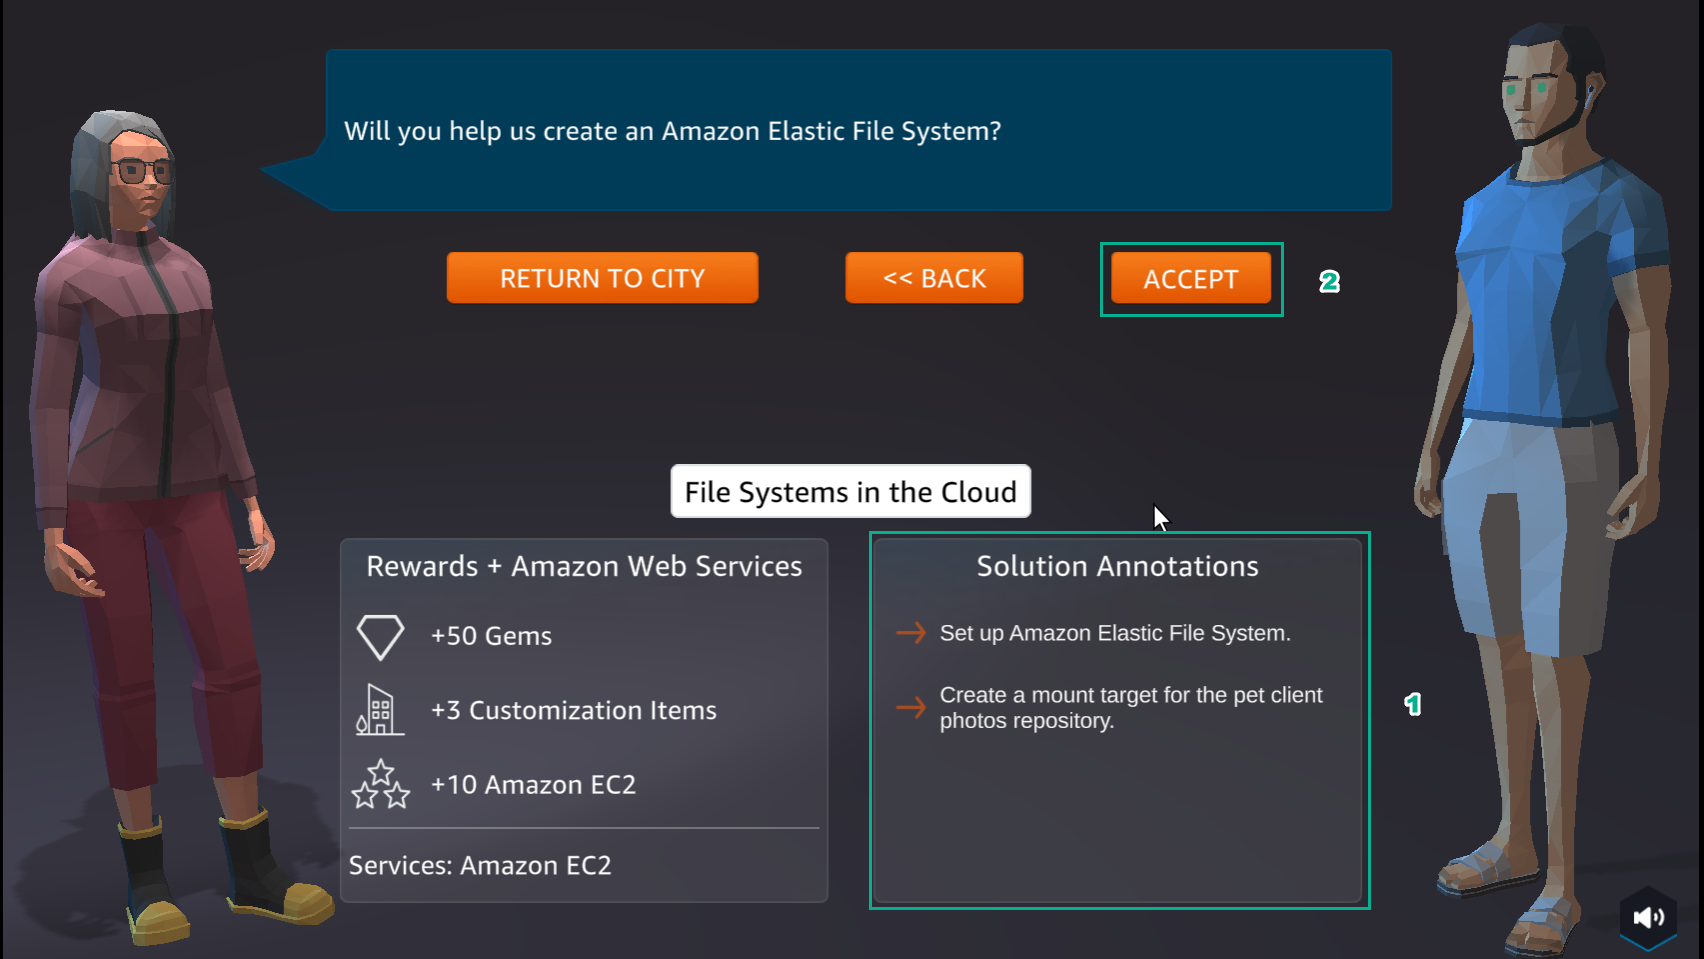 Will you help us create an Amazon Elastic File System?
RETURN TO CITY
<< BACK
ACCEPT
2
File Systems in the Cloud
Rewards + Amazon Web Services
+50 Gems
+3 Customization Items
+10 Amazon EC2
Services: Amazon EC2
Solution Annotations
Set up Amazon Elastic File System.
Create a mount target for the pet client
photos repository.
1